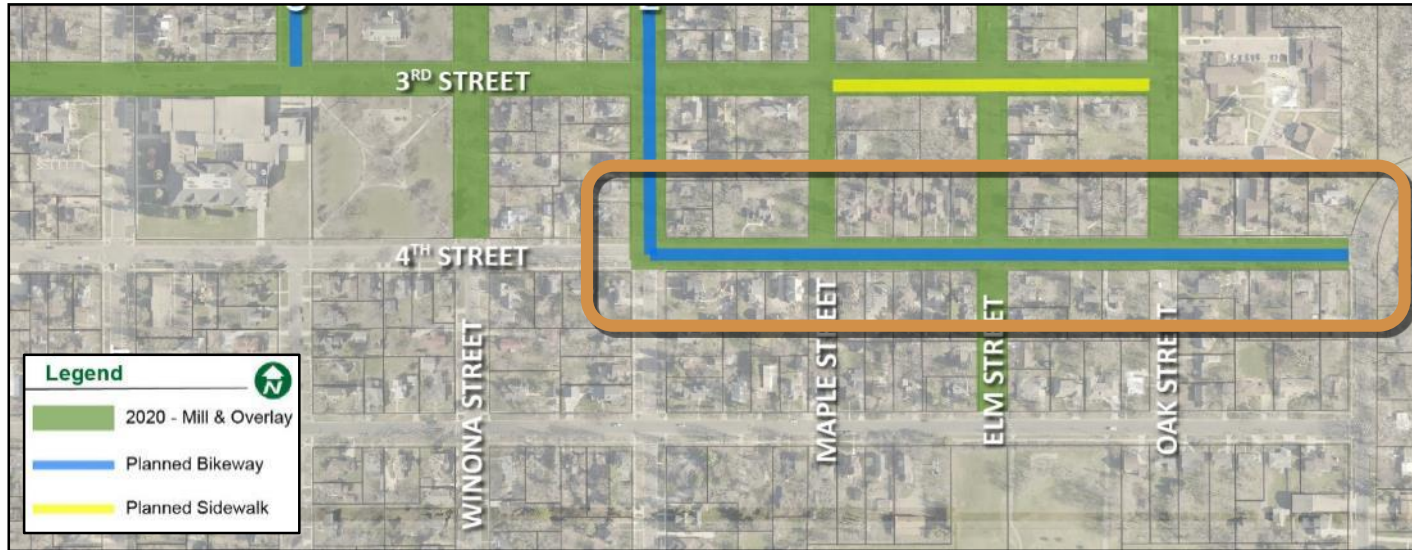 3RD STREET
4TH STREET
WINONA STREET
MAPLE STREET
ELM STREET
OAK STREET
Legend
N
2020 - Mill & Overlay
Planned Bikeway
Planned Sidewalk